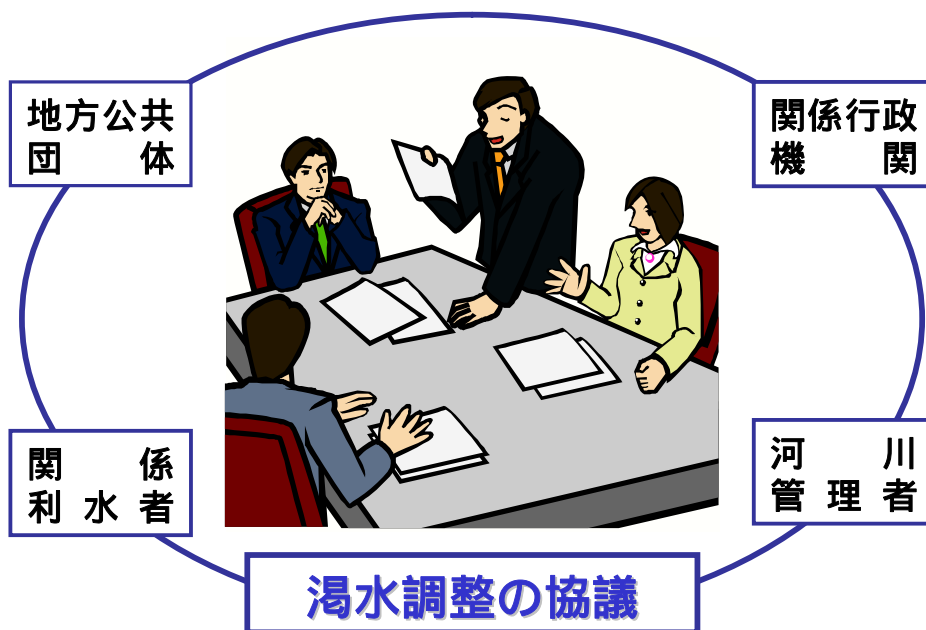 地方公共
団体
関係行政
機関
関係
利水者
河川
管理者
渇水調整の協議